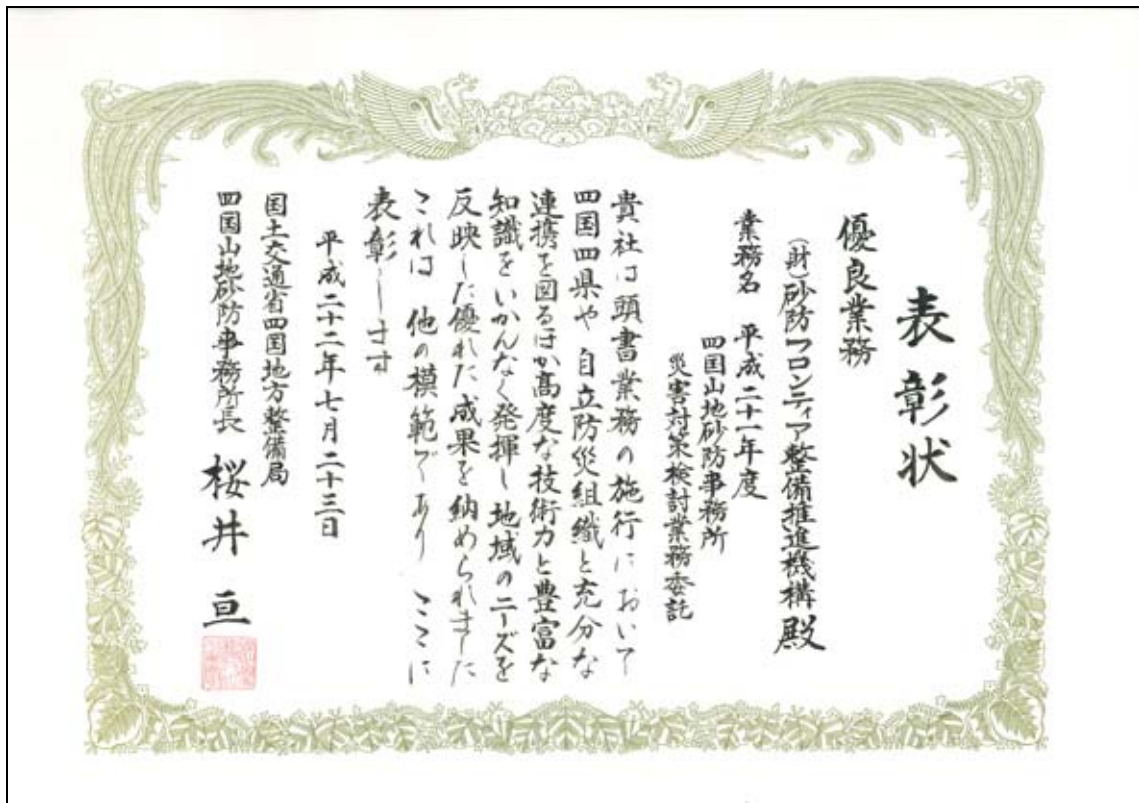 表彰状
優良業務
(財)砂防フロンティア整備推進機構殿
業務名 平成二十一年度
四国山地砂防事務所
災害対策検討業務委託
貴社は頭書業務の施行において
四国四県や自立防災組織と充分な
連携を図るほか高度な技術力と豊富な
知識をいかんなく発揮し地域のニーズを
反映した優れた成果を納められました
これは 他の模範であり ここに
表彰します
平成二十二年七月二十三日
国土交通省四国地方整備局
四国山地砂防事務所長 桜井 亘